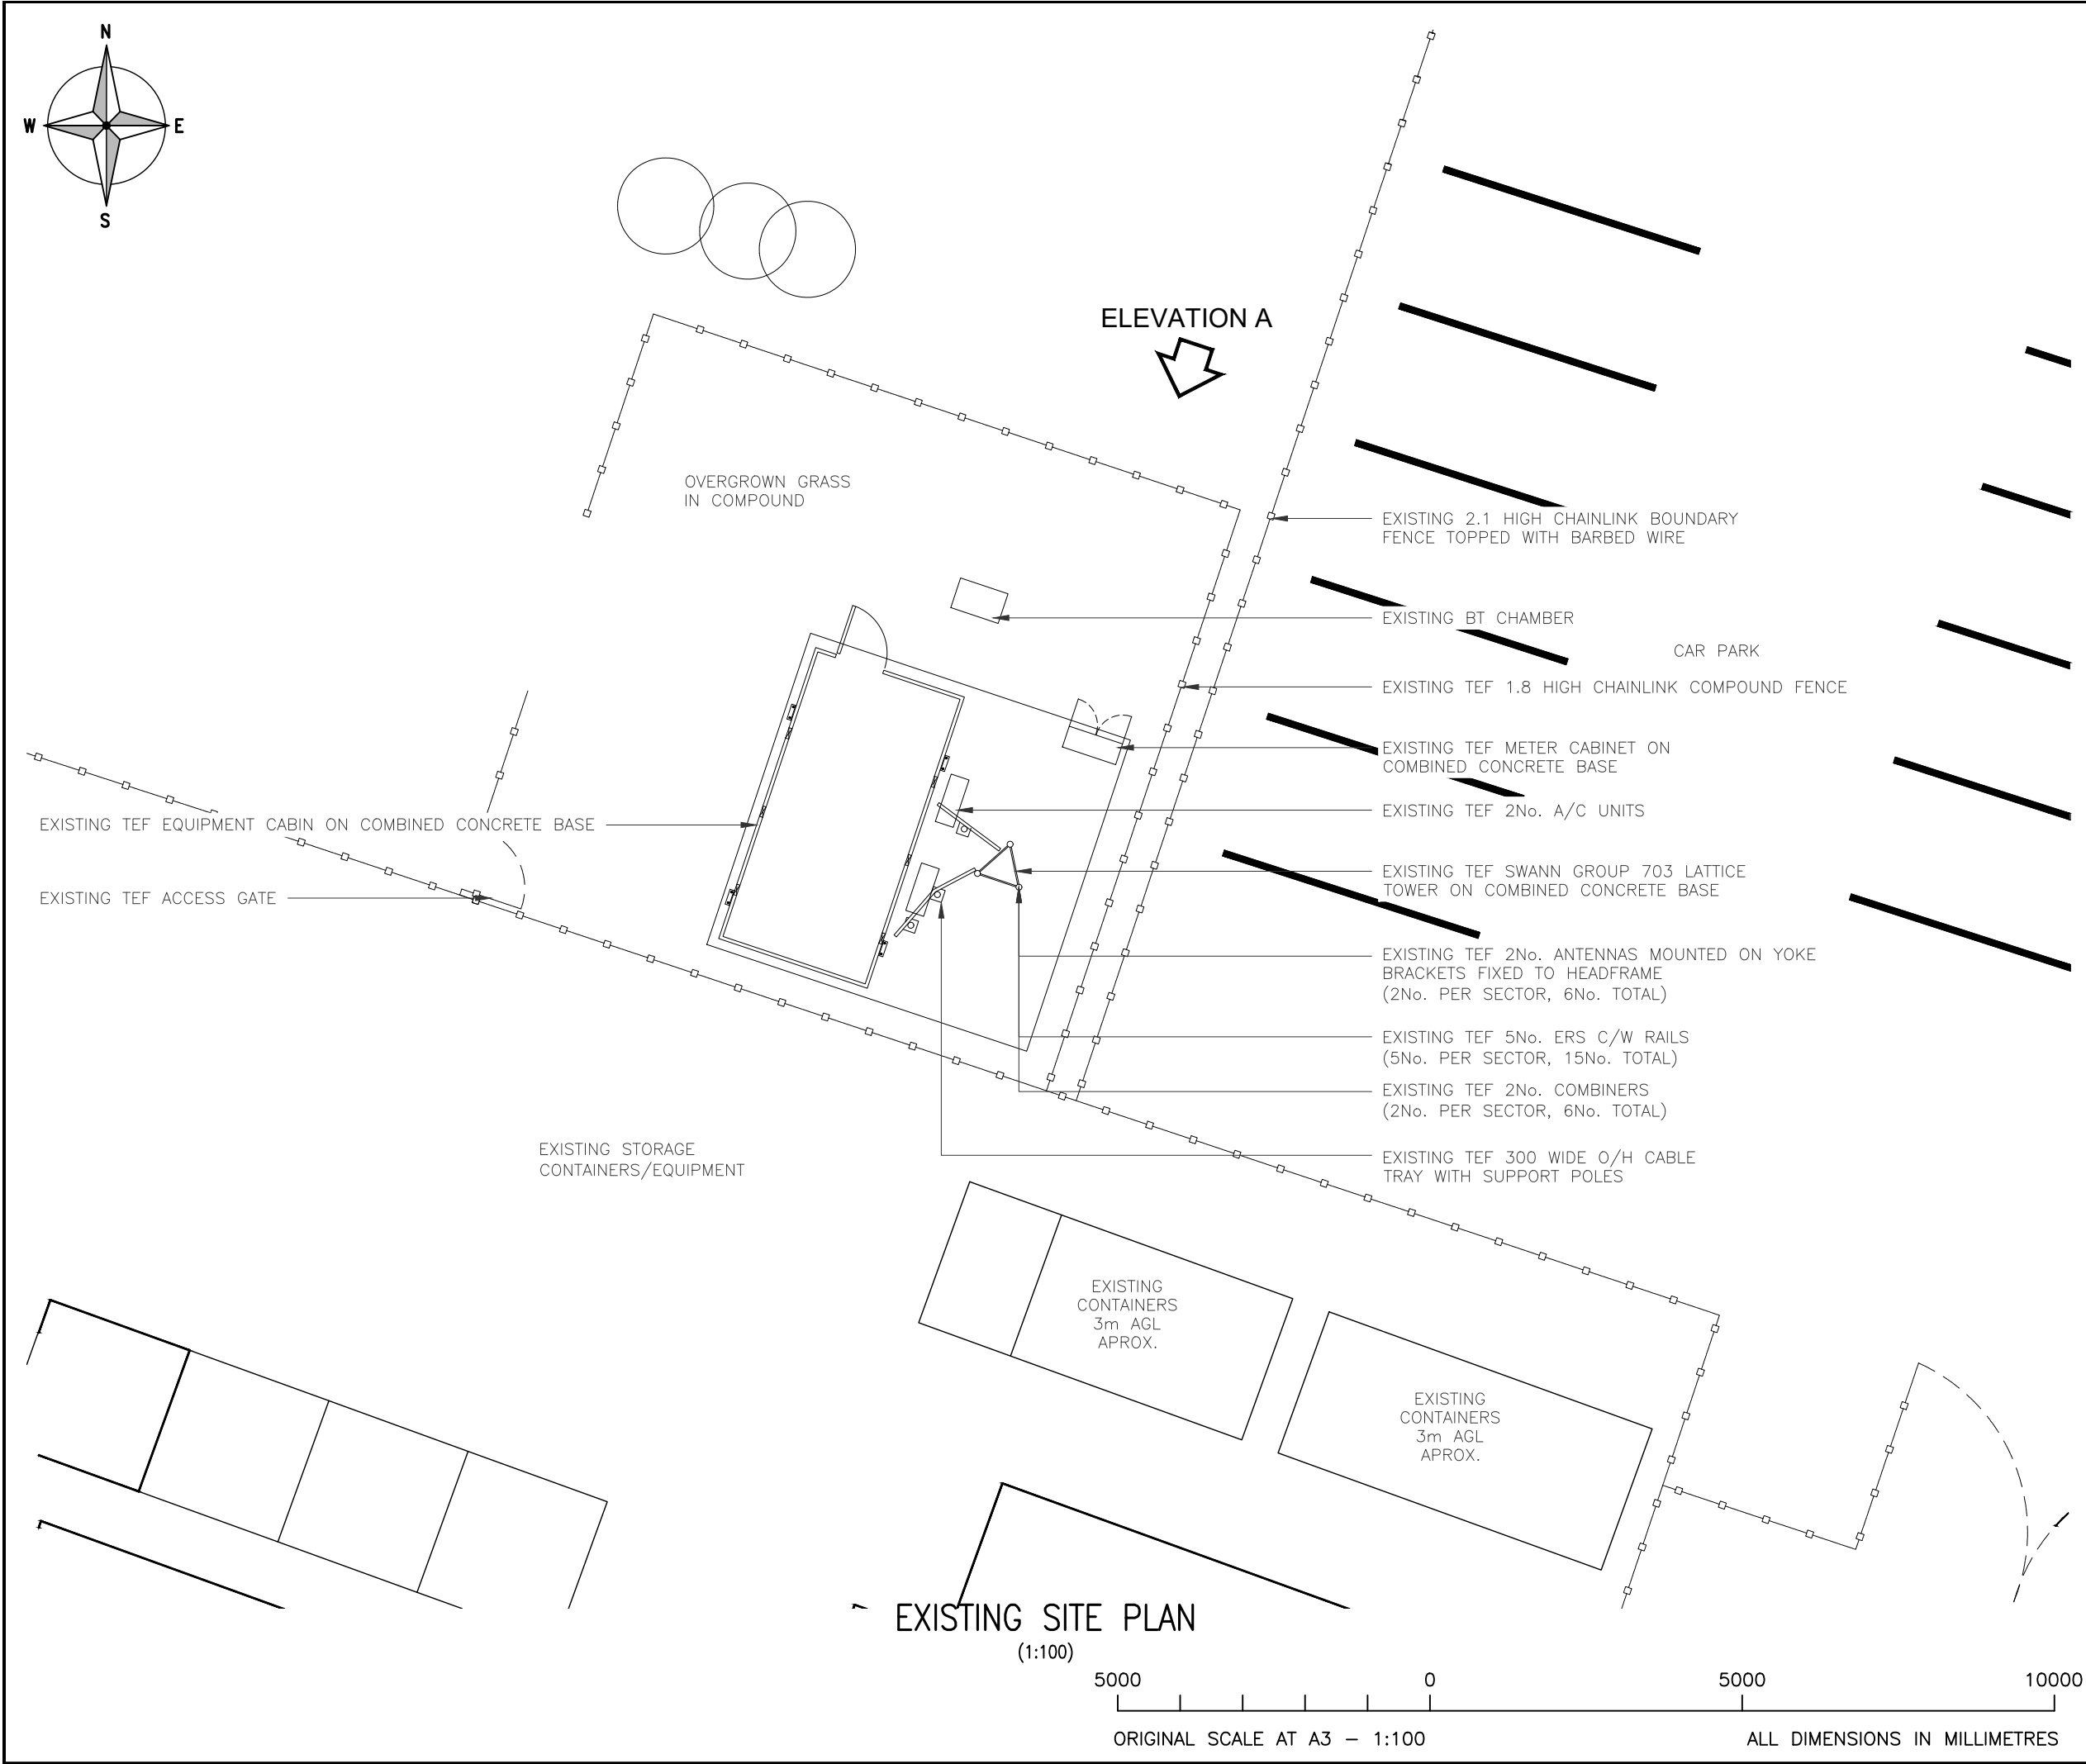 N
W
E
S
ELEVATION A
OVERGROWN GRASS
IN COMPOUND
EXISTING 2.1 HIGH CHAINLINK BOUNDARY
FENCE TOPPED WITH BARBED WIRE
EXISTING BT CHAMBER
CAR PARK
EXISTING TEF 1.8 HIGH CHAINLINK COMPOUND FENCE
EXISTING TEF METER CABINET ON
COMBINED CONCRETE BASE
EXISTING TEF 2No. A/C UNITS
EXISTING TEF EQUIPMENT CABIN ON COMBINED CONCRETE BASE
EXISTING TEF SWANN GROUP 703 LATTICE
TOWER ON COMBINED CONCRETE BASE
EXISTING TEF ACCESS GATE
EXISTING TEF 2No. ANTENNAS MOUNTED ON YOKE
BRACKETS FIXED TO HEADFRAME
(2No. PER SECTOR, 6No. TOTAL)
EXISTING TEF 5No. ERS C/W RAILS
(5No. PER SECTOR, 15No. TOTAL)
EXISTING TEF 2No. COMBINERS
(2No. PER SECTOR, 6No. TOTAL)
EXISTING STORAGE
CONTAINERS/EQUIPMENT
EXISTING TEF 300 WIDE O/H CABLE
TRAY WITH SUPPORT POLES
EXISTING
CONTAINERS
3m AGL
APROX.
EXISTING
CONTAINERS
3m AGL
APROX.
EXISTING SITE PLAN
(1:100)
5000 0 5000 10000
ORIGINAL SCALE AT A3 – 1:100
ALL DIMENSIONS IN MILLIMETRES